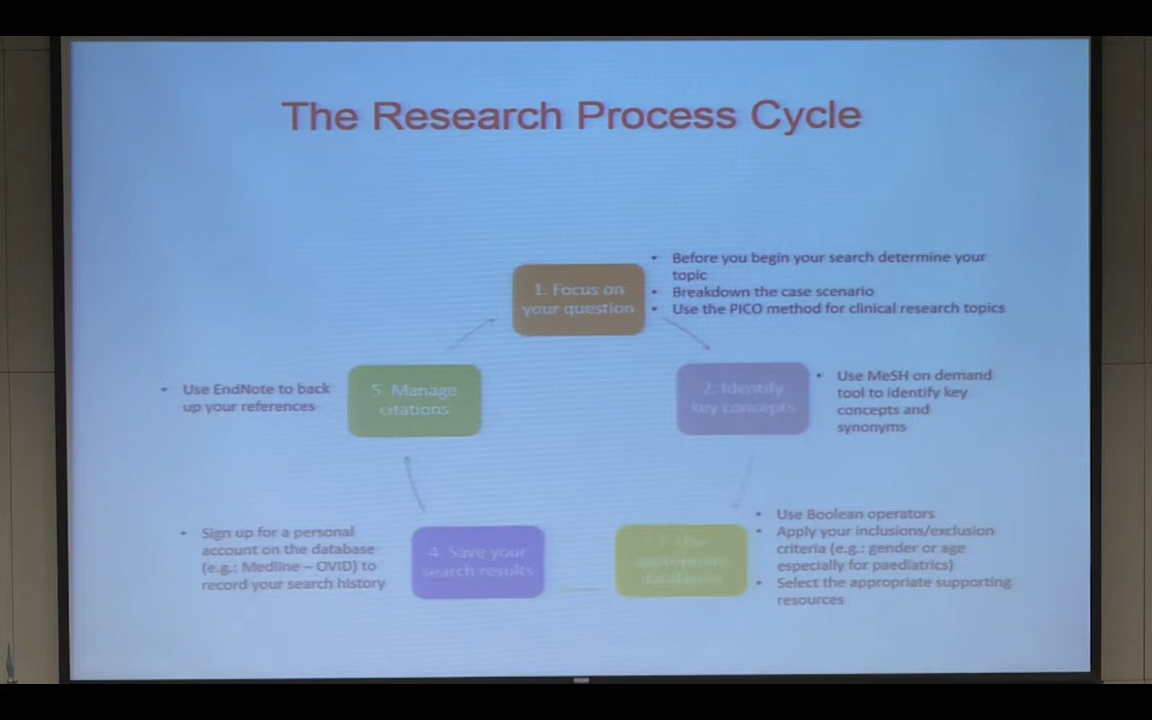 The Research Process Cycle
1. Focus on
your question
• Before you begin your search determine your
topic
• Breakdown the case scenario
• Use the PICO method for clinical research topics
2. Identify
key concepts
• Use MeSH on demand
tool to identify key
concepts and
synonyms
appropriate
databases
• Use Boolean operators
• Apply your inclusions/exclusion
criteria (e.g.: gender or age
especially for paediatrics)
• Select the appropriate supporting
resources
4. Save your
search results
• Sign up for a personal
account on the database
(e.g.: Medline – OVID) to
record your search history
5. Manage
citations
• Use EndNote to back
up your references